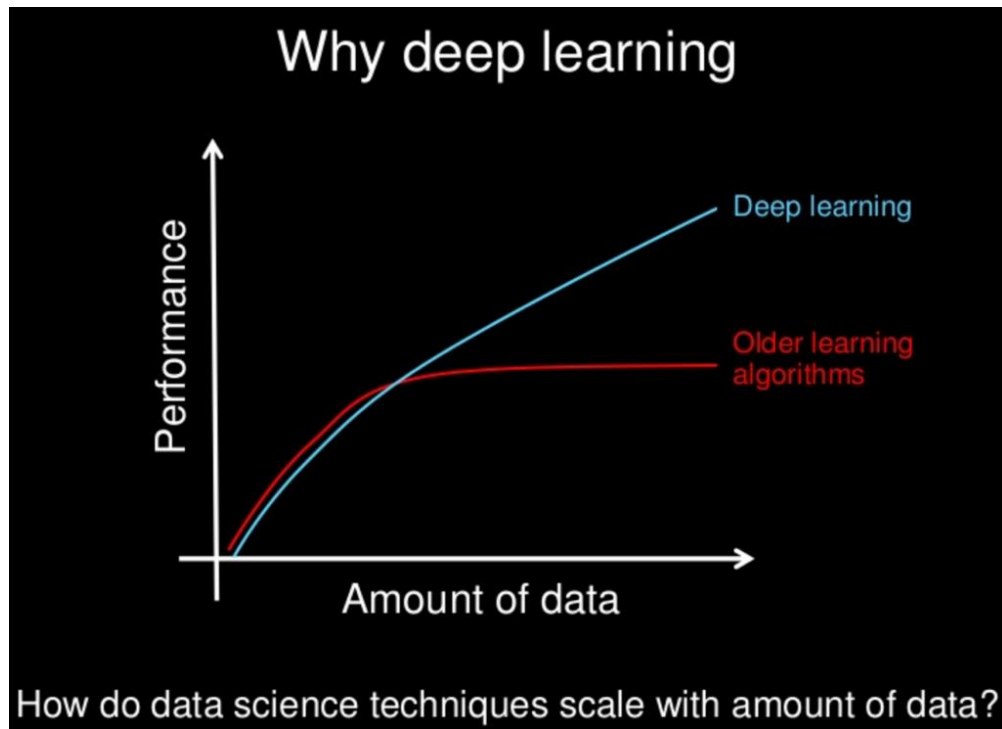 Why deep learning
Performance
Deep learning
Older learning
algorithms
Amount of data
How do data science techniques scale with amount of data?